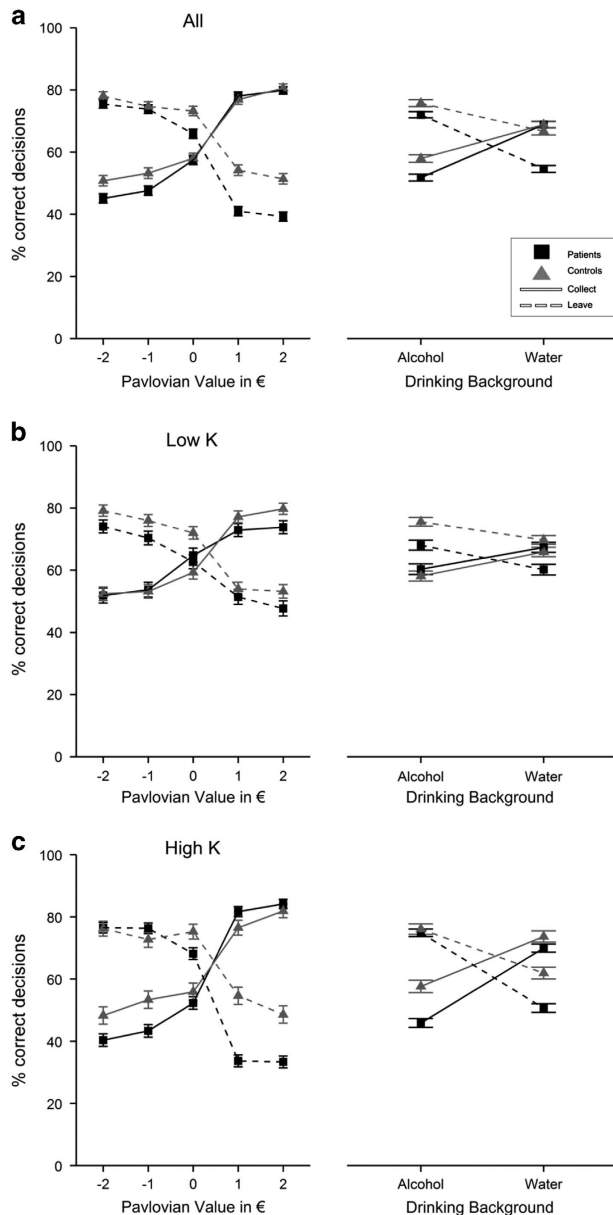 a
All
% correct decisions
100
80
60
40
20
0
-2 -1 0 1 2
Pavlovian Value in €
Alcohol Water
Drinking Background
Patients
Controls
Collect
Leave
b
Low K
% correct decisions
100
80
60
40
20
0
-2 -1 0 1 2
Pavlovian Value in €
Alcohol Water
Drinking Background
c
High K
% correct decisions
100
80
60
40
20
0
-2 -1 0 1 2
Pavlovian Value in €
Alcohol Water
Drinking Background